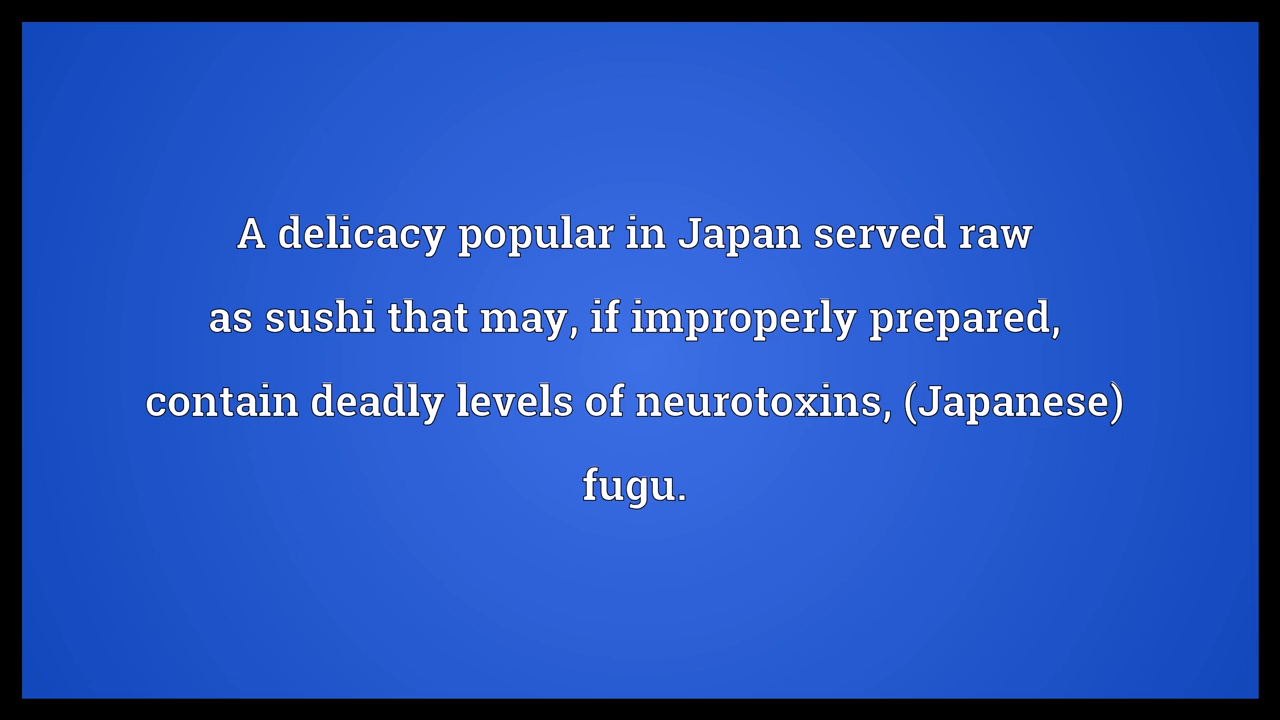 A delicacy popular in Japan served raw
as sushi that may, if improperly prepared,
contain deadly levels of neurotoxins, (Japanese)
fugu.